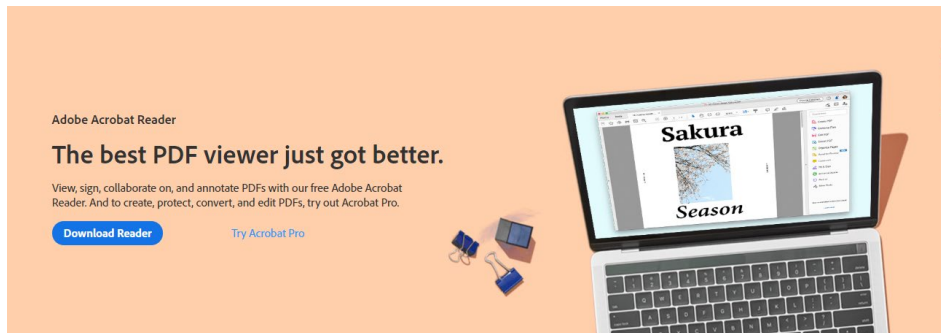 Adobe Acrobat Reader
The best PDF viewer just got better.
View, sign, collaborate on, and annotate PDFs with our free Adobe Acrobat
Reader. And to create, protect, convert, and edit PDFs, try out Acrobat Pro.
Download Reader
Try Acrobat Pro
Sakura
Season